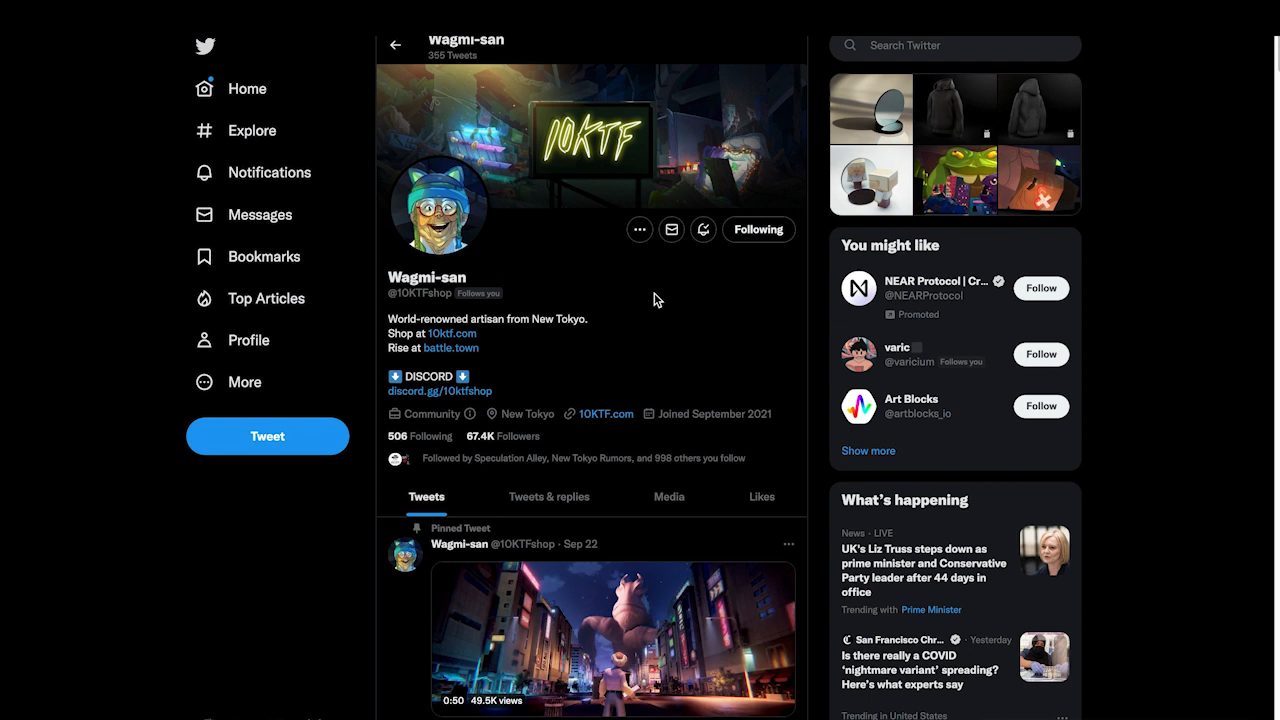 Home
Explore
Notifications
Messages
Bookmarks
Top Articles
Profile
More
Tweet
Wagmi-san
355 Tweets
10KTF
Following
Wagmi-san
@10KTFshop Follows you
World-renowned artisan from New Tokyo.
Shop at 10ktf.com
Rise at battle.town
DISCORD
discord.gg/10ktfshop
Community New Tokyo 10KTF.com Joined September 2021
506 Following 67.4K Followers
Followed by Speculation Alley, New Tokyo Rumors, and 998 others you follow
Tweets Tweets & replies Media Likes
Pinned Tweet
Wagmi-san @10KTFshop · Sep 22
0:50 49.5K views
Search Twitter
You might like
NEAR Protocol | Cr...
@NEARProtocol
Promoted
Follow
varic
@varicium Follows you
Follow
Art Blocks
@artblocks_io
Follow
Show more
What's happening
News · LIVE
UK's Liz Truss steps down as
prime minister and Conservative
Party leader after 44 days in
office
Trending with Prime Minister
San Francisco Chr... · Yesterday
Is there really a COVID
'nightmare variant' spreading?
Here's what experts say
Trending in United States